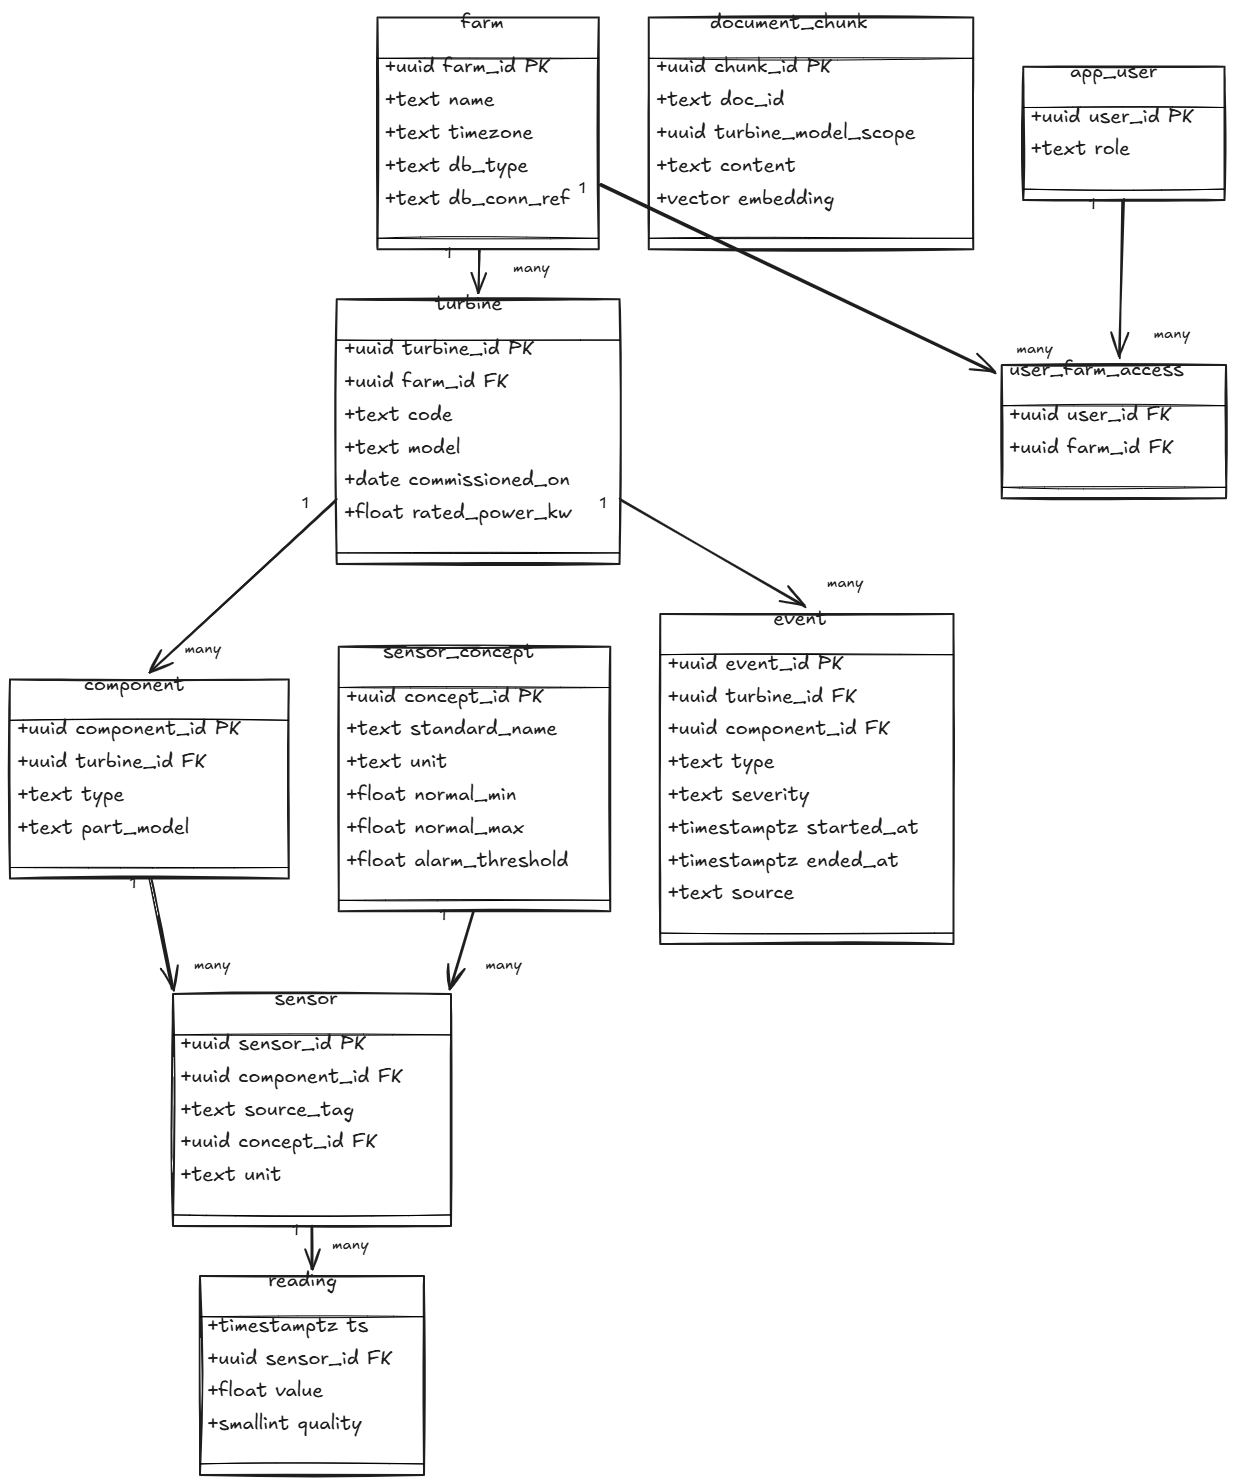 farm
+uuid farm_id PK
+text name
+text timezone
+text db_type
+text db_conn_ref
1
1
many
document_chunk
+uuid chunk_id PK
+text doc_id
+uuid turbine_model_scope
+text content
+vector embedding
app_user
+uuid user_id PK
+text role
1
many
many
user_farm_access
+uuid user_id FK
+uuid farm_id FK
turbine
+uuid turbine_id PK
+uuid farm_id FK
+text code
+text model
+date commissioned_on
+float rated_power_kw
1
1
many
many
component
+uuid component_id PK
+uuid turbine_id FK
+text type
+text part_model
1
many
sensor_concept
+uuid concept_id PK
+text standard_name
+text unit
+float normal_min
+float normal_max
+float alarm_threshold
1
many
event
+uuid event_id PK
+uuid turbine_id FK
+uuid component_id FK
+text type
+text severity
+timestamptz started_at
+timestamptz ended_at
+text source
sensor
+uuid sensor_id PK
+uuid component_id FK
+text source_tag
+uuid concept_id FK
+text unit
1
many
reading
+timestamptz ts
+uuid sensor_id FK
+float value
+smallint quality